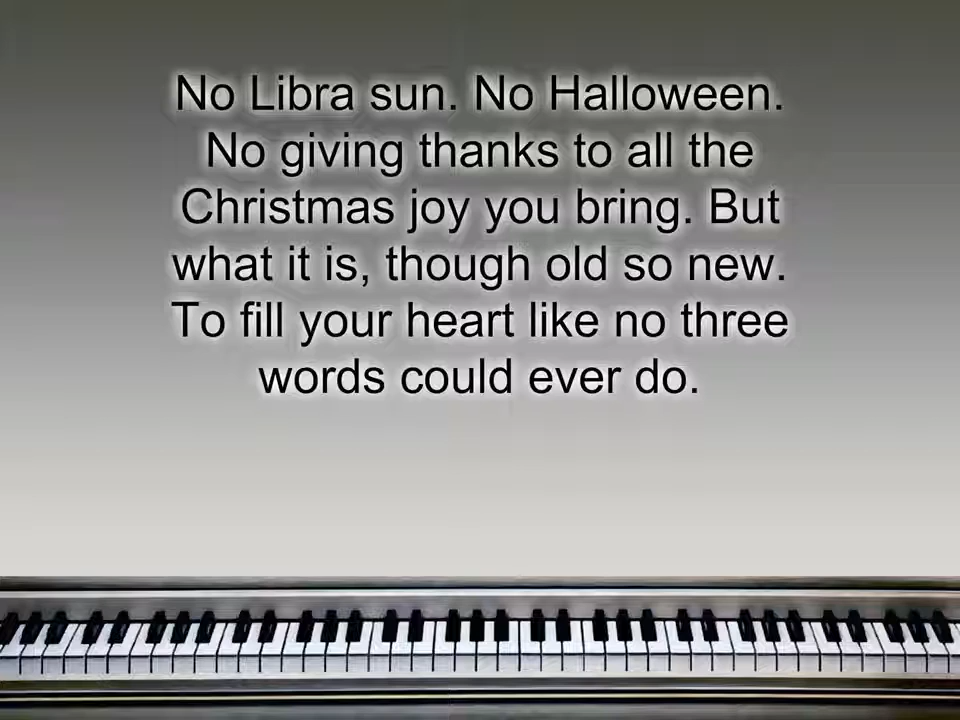 No Libra sun. No Halloween.
No giving thanks to all the
Christmas joy you bring. But
what it is, though old so new.
To fill your heart like no three
words could ever do.